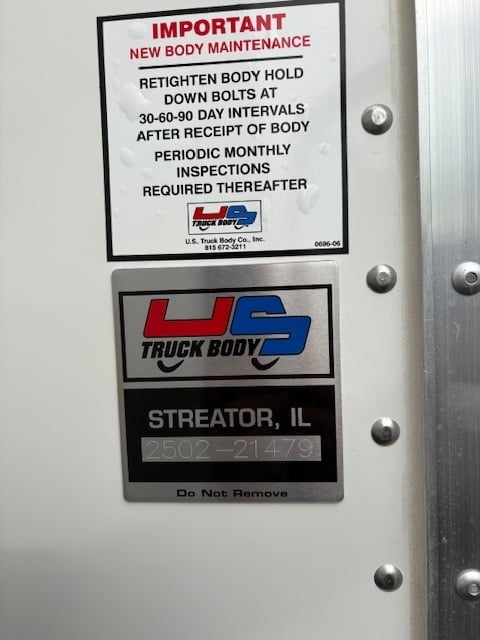 IMPORTANT
NEW BODY MAINTENANCE
RETIGHTEN BODY HOLD
DOWN BOLTS AT
30-60-90 DAY INTERVALS
AFTER RECEIPT OF BODY
PERIODIC MONTHLY
INSPECTIONS
REQUIRED THEREAFTER
US
TRUCK BODY
U.S. Truck Body Co., Inc.
815 672-3211
0696-06
US
TRUCK BODY
STREATOR, IL
2502-21479
Do Not Remove